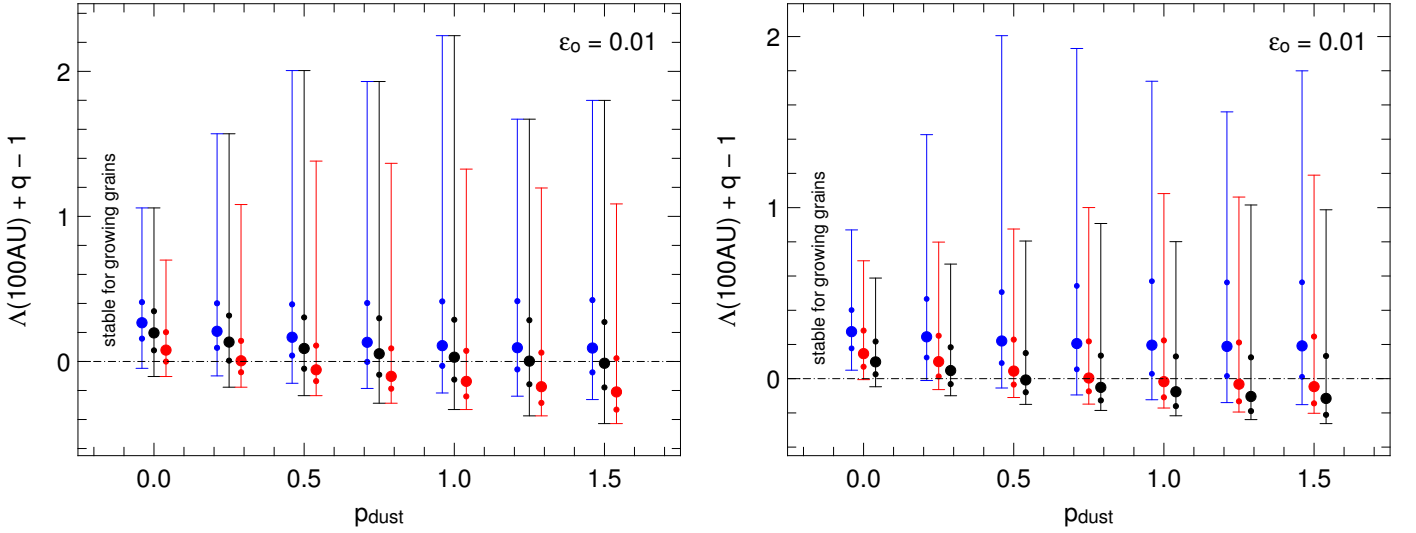 εo = 0.01
Λ(100AU) + q − 1
stable for growing grains
2
1
0
0.0 0.5 1.0 1.5
pdust
εo = 0.01
Λ(100AU) + q − 1
stable for growing grains
2
1
0
0.0 0.5 1.0 1.5
pdust